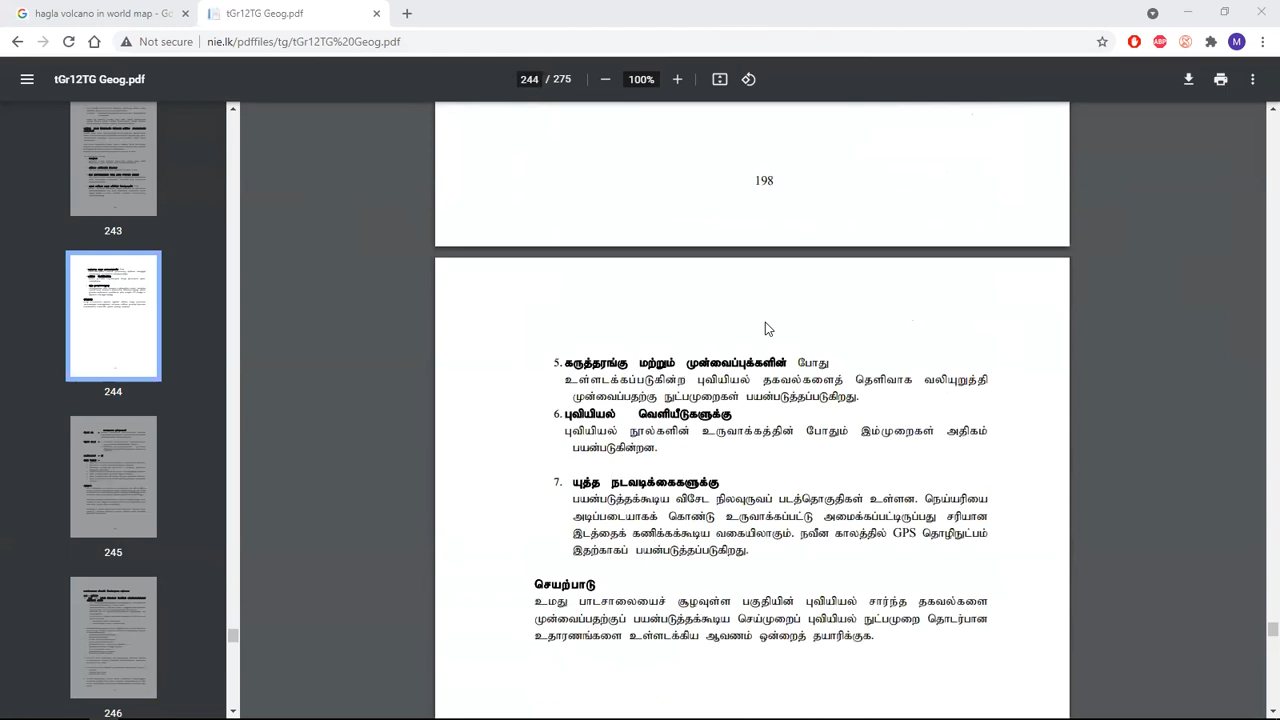 hagla volcano in world map - Go
tGr12TG Geog.pdf
Not secure
nie.lk/pdffiles/tg/tGr12TG%20Geog.pdf
ABP
M
tGr12TG Geog.pdf
244 / 275
100%
243
244
245
246
198
5. கருத்தரங்கு மற்றும் முன்வைப்புக்களின் போது
உள்ளடக்கப்படுகின்ற புவியியல் தகவல்களைத் தெளிவாக வலியுறுத்தி
முன்வைப்பதற்கு நுட்பமுறைகள் பயன்படுத்தப்படுகிறது.
6. புவியியல் வெளியீடுகளுக்கு
புவியியல் நூல்களின் உருவாக்கத்தின் போதும் இம்முறைகள் அதிகம்
பயன்படுகின்றன.
7. யுத்த நடவடிக்கைகளுக்கு
பயன்படுத்தக்கூடிய விசேட நிலவுருவப் படத்தொகுதிகள் உள்ளன. நெய்யரியை
அடிப்படையாகக் கொண்டு உருவாக்கப்பட்டு அமைக்கப்பட்டிருப்பது சரியான
இடத்தைக் கணிக்கக்கூடிய வகையிலாகும். நவீன காலத்தில் GPS தொழிநுட்பம்
இதற்காகப் பயன்படுத்தப்படுகிறது.
செயற்பாடு
உமது பாடசாலையைச் சூழவுள்ள பகுதியின் புவியியல் சார்ந்த தகவல்களை
முன்வைப்பதற்குப் பயன்படுத்தக்கூடிய செய்முறைப் புவியியல் நுட்பமுறை தொடர்பான
உதாரணங்களை உள்ளடக்கிய ஆவணம் ஒன்றைத் தயாரிக்குக.